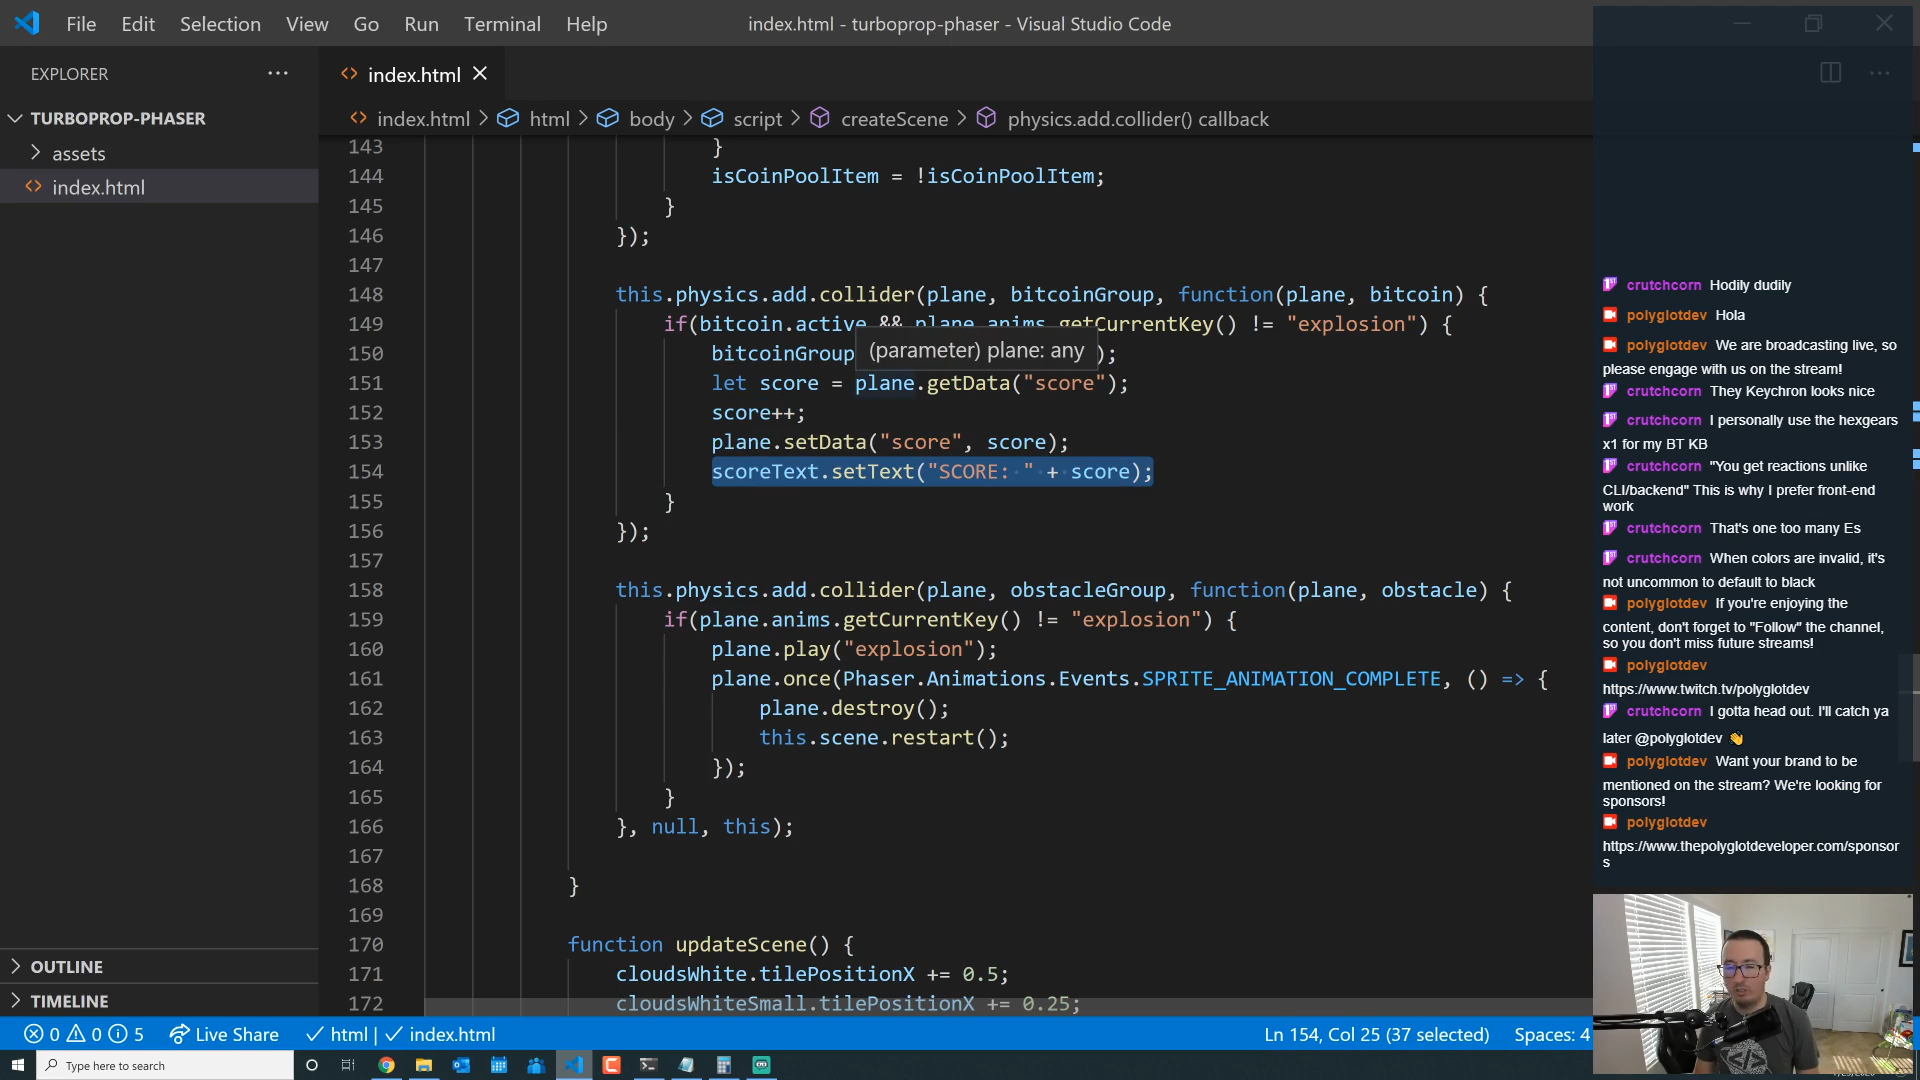 File Edit Selection View Go Run Terminal Help
index.html - turboprop-phaser - Visual Studio Code
EXPLORER
index.html
TURBOPROP-PHASER
index.html > html > body > script > createScene > physics.add.collider() callback
assets
index.html
143 }
144 isCoinPoolItem = !isCoinPoolItem;
145 }
146 });
147
148 this.physics.add.collider(plane, bitcoinGroup, function(plane, bitcoin) {
149 if(bitcoin.active && plane.anims.getCurrentKey() != "explosion") {
150 bitcoinGroup );
(parameter) plane: any
151 let score = plane.getData("score");
152 score++;
153 plane.setData("score", score);
154 scoreText.setText("SCORE: " + score);
155 }
156 });
157
158 this.physics.add.collider(plane, obstacleGroup, function(plane, obstacle) {
159 if(plane.anims.getCurrentKey() != "explosion") {
160 plane.play("explosion");
161 plane.once(Phaser.Animations.Events.SPRITE_ANIMATION_COMPLETE, () => {
162 plane.destroy();
163 this.scene.restart();
164 });
165 }
166 }, null, this);
167
168 }
169
170 function updateScene() {
171 cloudsWhite.tilePositionX += 0.5;
172 cloudsWhiteSmall.tilePositionX += 0.25;
OUTLINE
TIMELINE
0 0 5 Live Share html | index.html
Ln 154, Col 25 (37 selected) Spaces: 4
Type here to search
crutchcorn Hodily dudily
polyglotdev Hola
polyglotdev We are broadcasting live, so
please engage with us on the stream!
crutchcorn They Keychron looks nice
crutchcorn I personally use the hexgears
x1 for my BT KB
crutchcorn "You get reactions unlike
CLI/backend" This is why I prefer front-end
work
crutchcorn That's one too many Es
crutchcorn When colors are invalid, it's
not uncommon to default to black
polyglotdev If you're enjoying the
content, don't forget to "Follow" the channel,
so you don't miss future streams!
polyglotdev
https://www.twitch.tv/polyglotdev
crutchcorn I gotta head out. I'll catch ya
later @polyglotdev 👋
polyglotdev Want your brand to be
mentioned on the stream? We're looking for
sponsors!
polyglotdev
https://www.thepolyglotdeveloper.com/sponsor
s